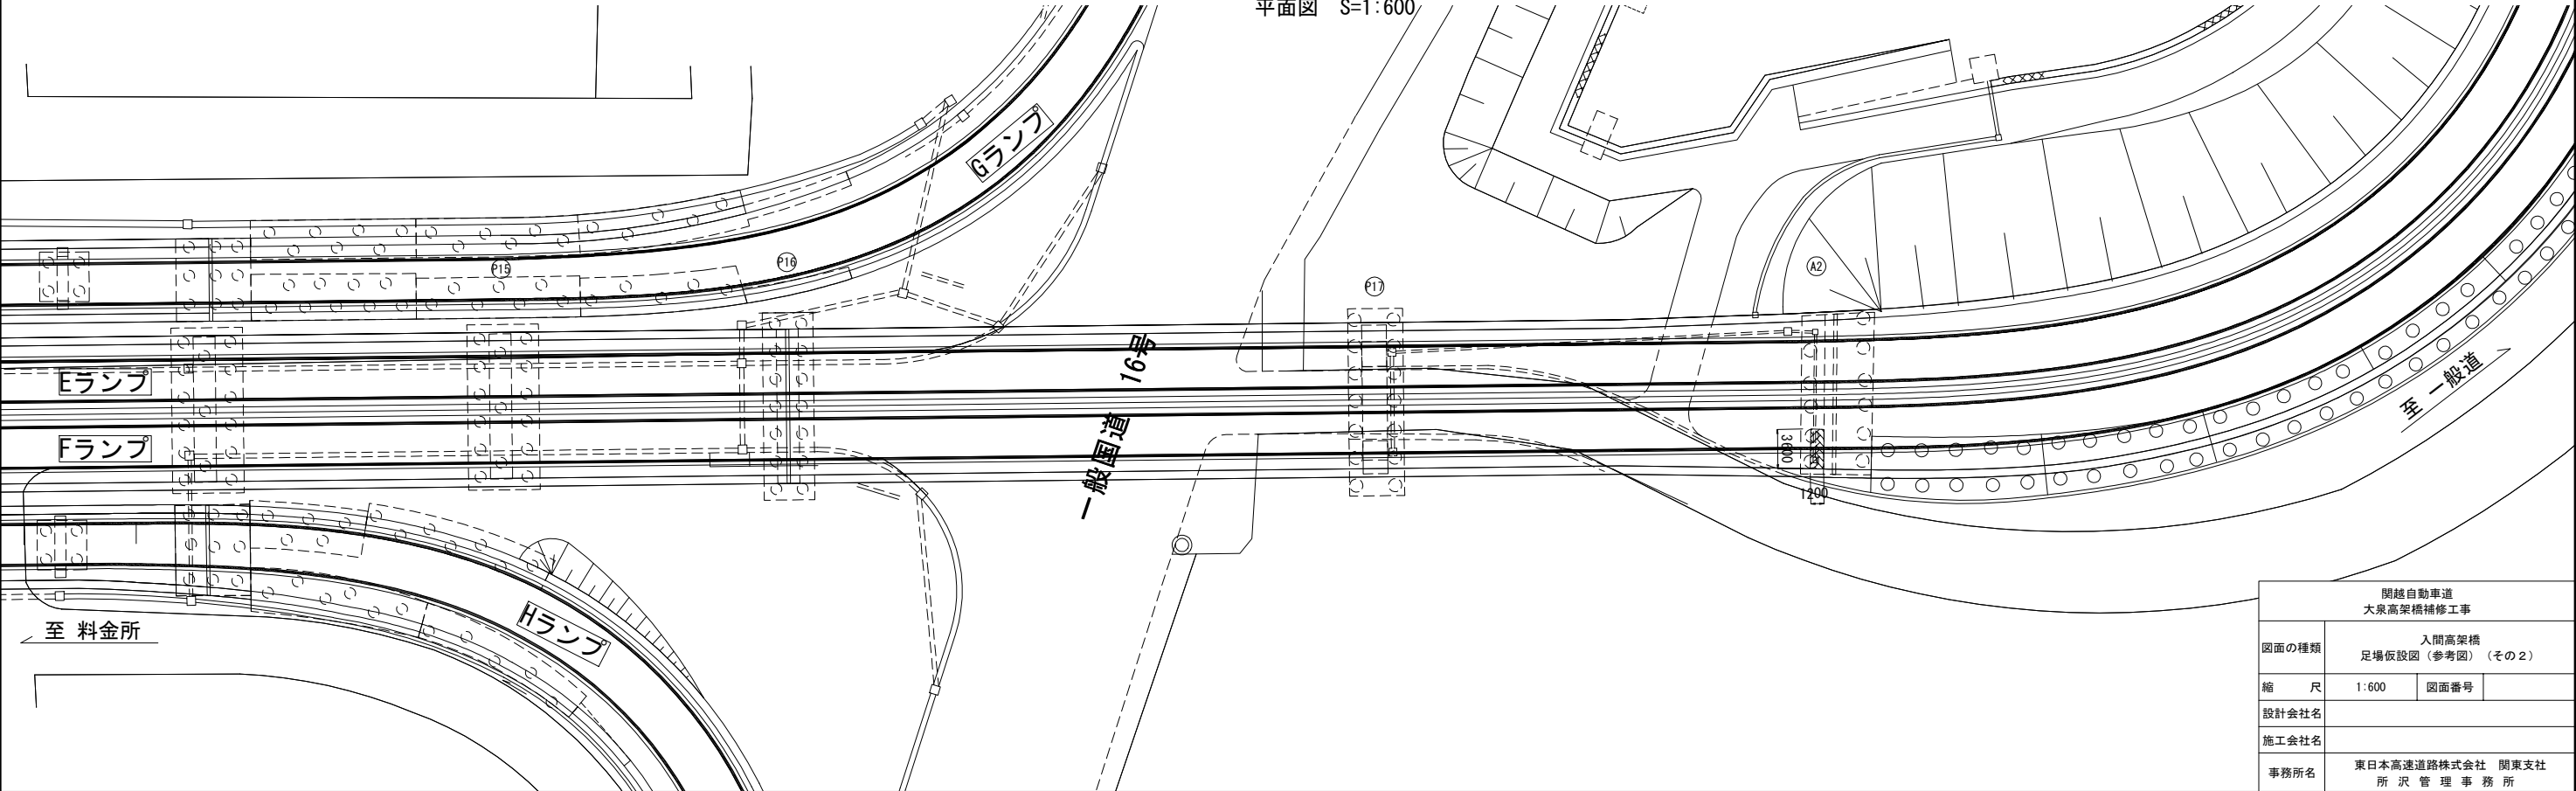 平面図 S=1:600
Gランプ
P15
P16
P17
A2
Eランプ
Fランプ
一般国道 16号
3600
1200
至 一般道
至 料金所
Hランプ
関越自動車道
大泉高架橋補修工事
図面の種類
入間高架橋
足場仮設図（参考図）（その２）
縮 尺 1:600 図面番号
設計会社名
施工会社名
事務所名
東日本高速道路株式会社 関東支社
所 沢 管 理 事 務 所